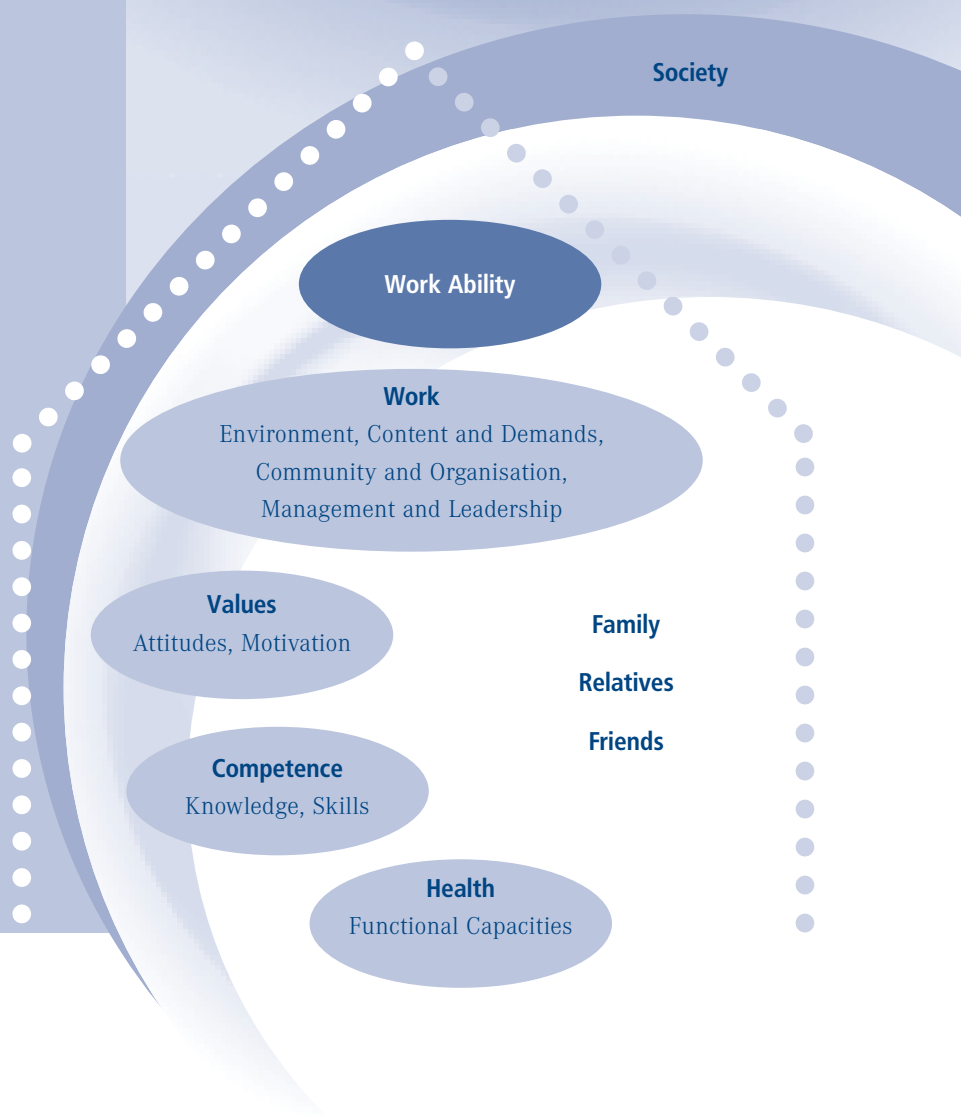 Society
Work Ability
Work
Environment, Content and Demands,
Community and Organisation,
Management and Leadership
Values
Attitudes, Motivation
Family
Relatives
Friends
Competence
Knowledge, Skills
Health
Functional Capacities